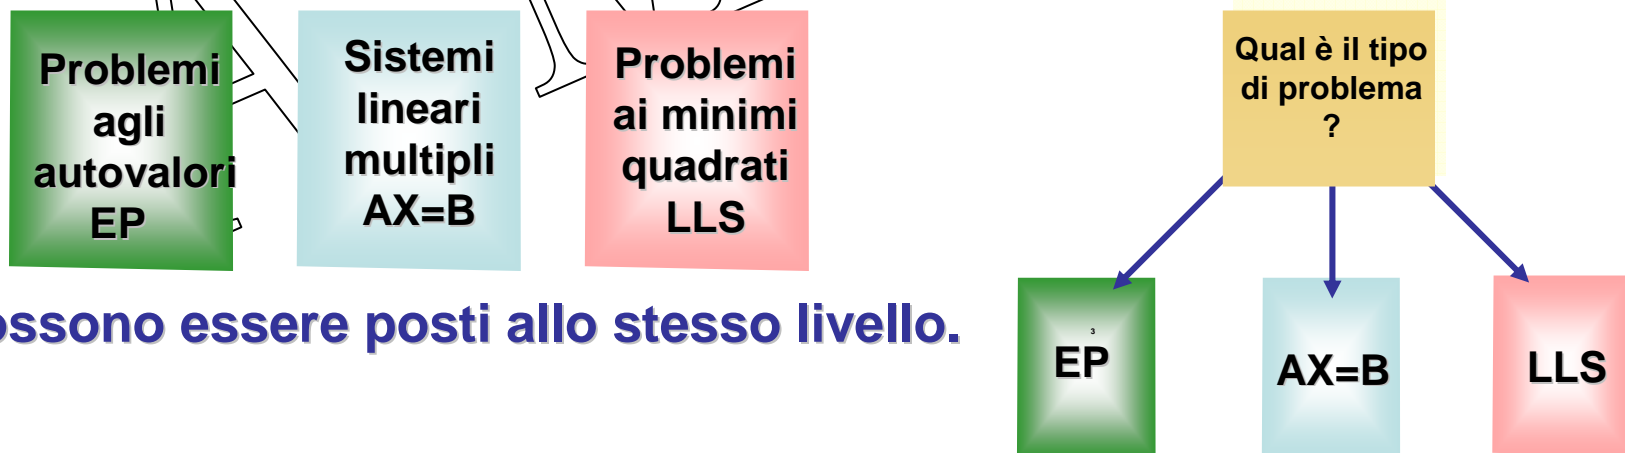 Problemi
agli
autovalori
EP
Sistemi
lineari
multipli
AX=B
Problemi
ai minimi
quadrati
LLS
ossono essere posti allo stesso livello.
Qual è il tipo
di problema
?
3
EP
AX=B
LLS